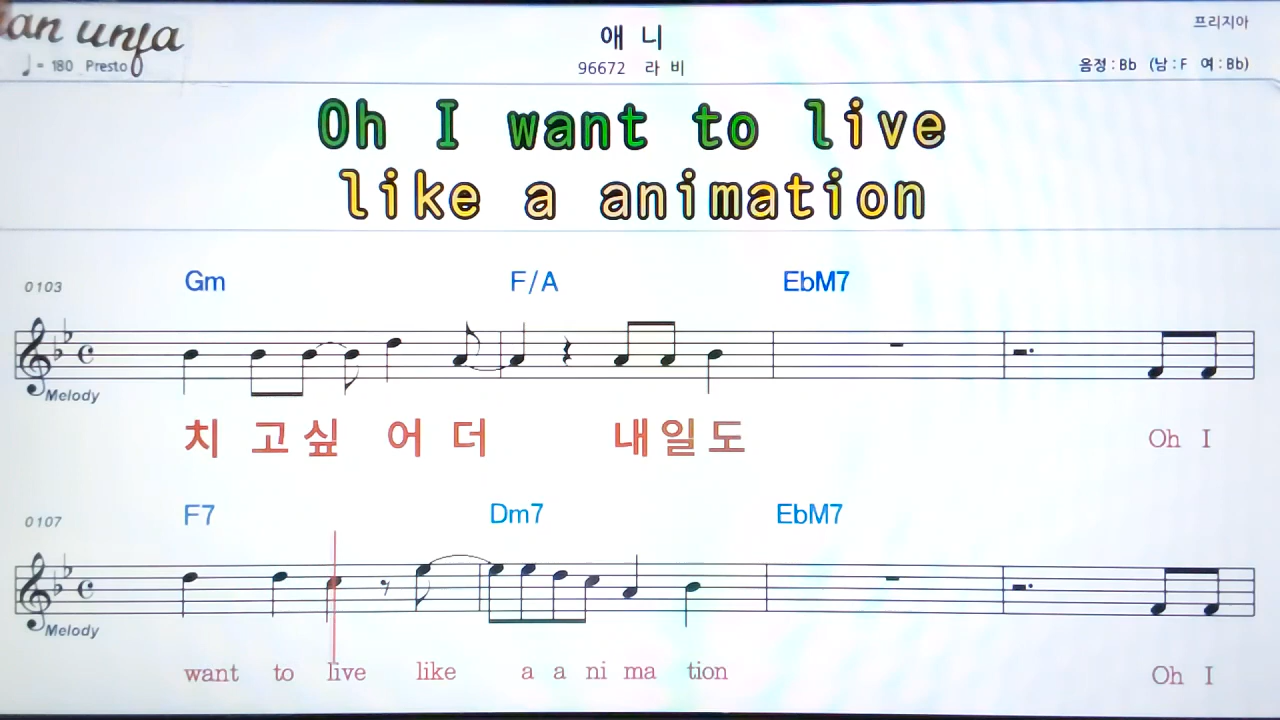 프리지아
애니
♩= 180 Presto
96672 라비
음정 : Bb (남 : F 여 : Bb)
Oh I want to live
like a animation
0103 Gm F/A EbM7
Melody
치 고 싶 어 더 내 일 도 Oh I
0107 F7 Dm7 EbM7
Melody
want to live like a a ni ma tion Oh I